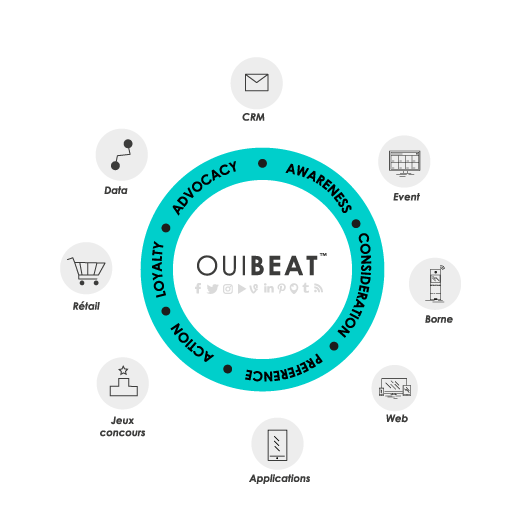 CRM
Data
Event
ADVOCACY
AWARENESS
LOYALTY
CONSIDERATION
OUIBEAT™
Rétail
Borne
ACTION
PREFERENCE
Jeux
concours
Web
Applications